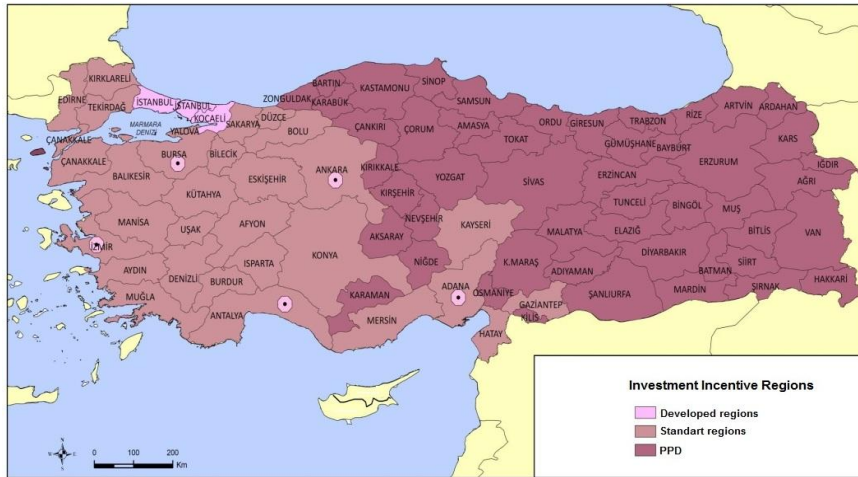 KIRKLARELİ
EDİRNE
TEKİRDAĞ
İSTANBUL
İSTANBUL
KOCAELİ
MARMARA
DENİZİ
YALOVA
SAKARYA
DÜZCE
BOLU
ZONGULDAK
BARTIN
KARABÜK
KASTAMONU
SİNOP
SAMSUN
ÇANKIRI
ÇORUM
AMASYA
TOKAT
ORDU
GİRESUN
TRABZON
RİZE
ARTVİN
ARDAHAN
KARS
GÜMÜŞHANE
BAYBURT
ERZURUM
IĞDIR
AĞRI
ÇANAKKALE
ÇANAKKALE
BALIKESİR
BURSA
BİLECİK
ESKİŞEHİR
ANKARA
KIRIKKALE
KIRŞEHİR
YOZGAT
SİVAS
ERZİNCAN
TUNCELİ
BİNGÖL
MUŞ
KÜTAHYA
MANİSA
UŞAK
AFYON
KONYA
NEVŞEHİR
AKSARAY
KAYSERİ
MALATYA
ELAZIĞ
DİYARBAKIR
BİTLİS
VAN
İZMİR
AYDIN
DENİZLİ
ISPARTA
BURDUR
NİĞDE
K.MARAŞ
ADIYAMAN
BATMAN
SİİRT
ŞIRNAK
HAKKARİ
MUĞLA
ANTALYA
KARAMAN
MERSİN
ADANA
OSMANİYE
GAZİANTEP
KİLİS
ŞANLIURFA
MARDİN
HATAY
N
W
E
S
0 50 100 200
Km
Investment Incentive Regions
Developed regions
Standart regions
PPD